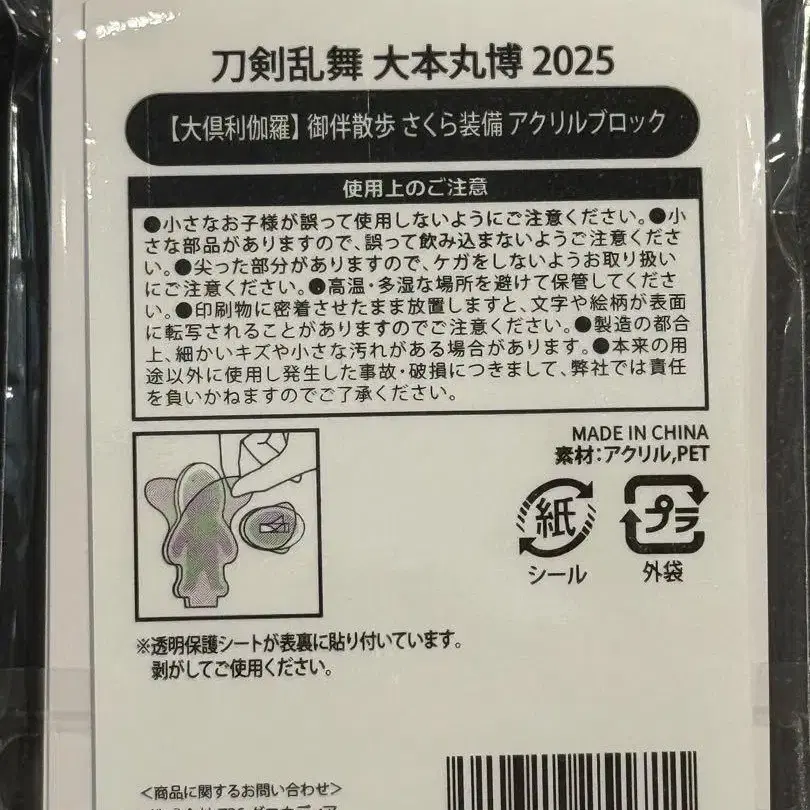 刀剣乱舞 大本丸博 2025
【大倶利伽羅】御伴散歩 さくら装備 アクリルブロック
使用上のご注意
●小さなお子様が誤って使用しないようにご注意ください。●小
さな部品がありますので、誤って飲み込まないようご注意くださ
い。●尖った部分がありますので、ケガをしないようお取り扱い
にご注意ください。●高温・多湿な場所を避けて保管してくださ
い。●印刷物に密着させたまま放置しますと、文字や絵柄が表面
に転写されることがありますのでご注意ください。●製造の都合
上、細かいキズや小さな汚れがある場合があります。●本来の用
途以外に使用し発生した事故・破損につきまして、弊社では責任
を負いかねますのでご了承ください。
MADE IN CHINA
素材：アクリル,PET
紙
プラ
シール
外袋
※透明保護シートが表裏に貼り付いています。
剥がしてご使用ください。
＜商品に関するお問い合わせ＞